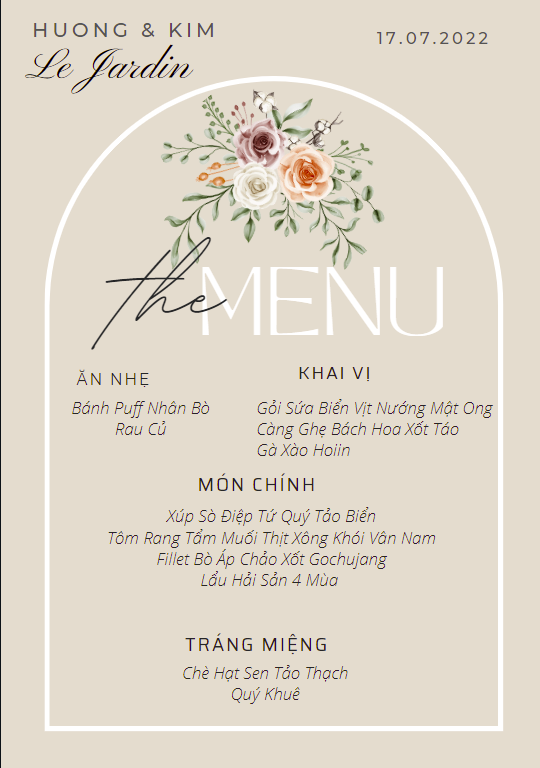 HUONG & KIM
17.07.2022
Le Jardin
the MENU
ĂN NHẸ
Bánh Puff Nhân Bò
Rau Củ
KHAI VỊ
Gỏi Sứa Biển Vịt Nướng Mật Ong
Càng Ghẹ Bách Hoa Xốt Táo
Gà Xào Hoiin
MÓN CHÍNH
Xúp Sò Điệp Tứ Quý Tảo Biển
Tôm Rang Tẩm Muối Thịt Xông Khói Vân Nam
Fillet Bò Áp Chảo Xốt Gochujang
Lẩu Hải Sản 4 Mùa
TRÁNG MIỆNG
Chè Hạt Sen Tảo Thạch
Quý Khuê